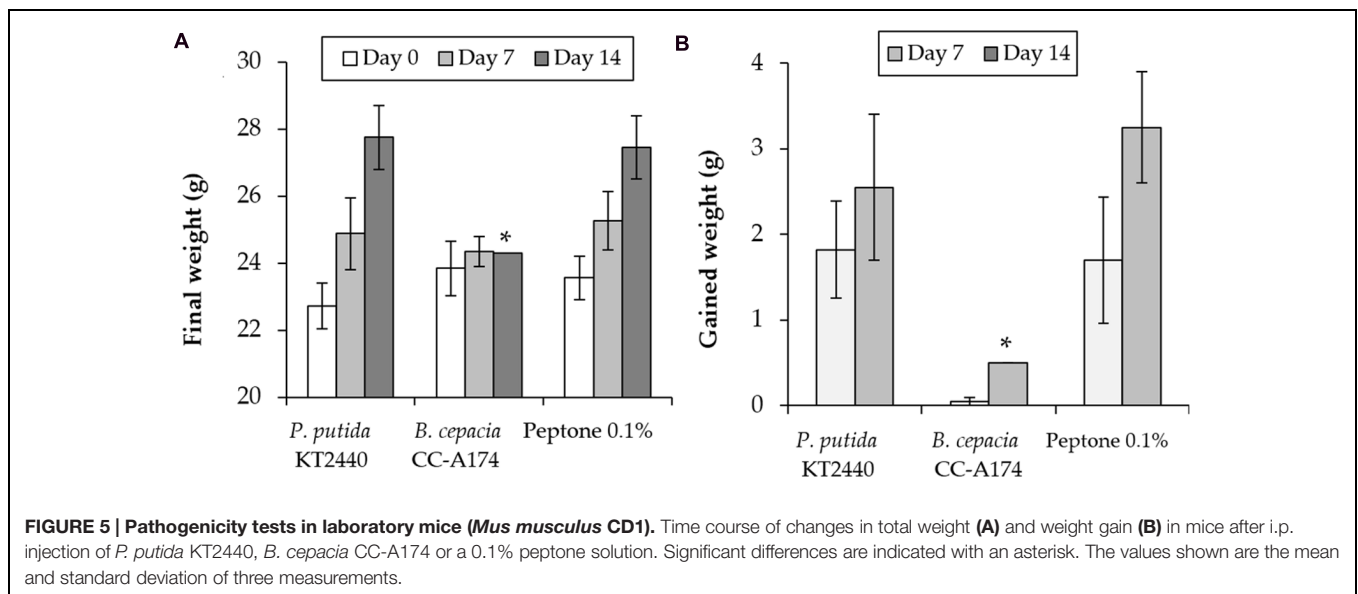 A
B
Day 0 Day 7 Day 14
Day 7 Day 14
30
28
26
24
22
20
Final weight (g)
*
P. putida
KT2440
B. cepacia
CC-A174
Peptone 0.1%
4
3
2
1
0
Gained weight (g)
*
P. putida
KT2440
B. cepacia
CC-A174
Peptone 0.1%
FIGURE 5 | Pathogenicity tests in laboratory mice (Mus musculus CD1). Time course of changes in total weight (A) and weight gain (B) in mice after i.p.
injection of P. putida KT2440, B. cepacia CC-A174 or a 0.1% peptone solution. Significant differences are indicated with an asterisk. The values shown are the mean
and standard deviation of three measurements.